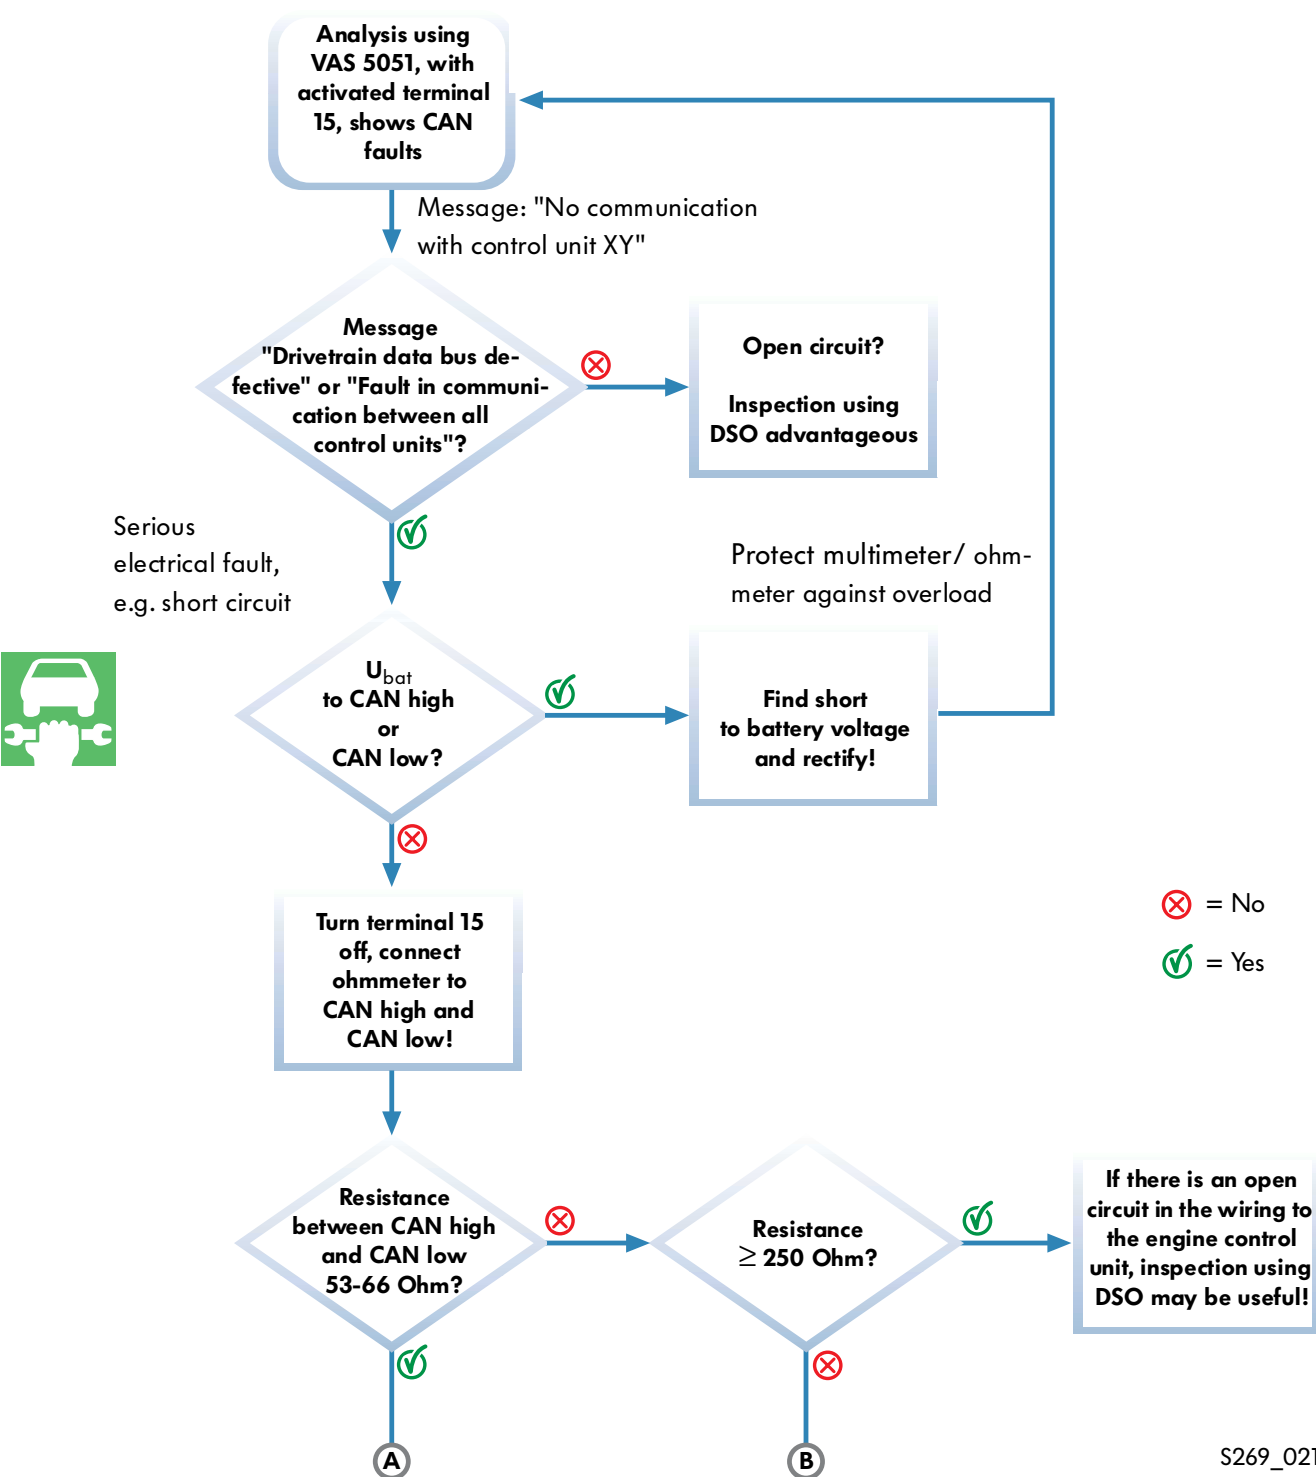 Analysis using
VAS 5051, with
activated terminal
15, shows CAN
faults
Message: "No communication
with control unit XY"
Message
"Drivetrain data bus de-
fective" or "Fault in communi-
cation between all
control units"?
Open circuit?
Inspection using
DSO advantageous
Serious
electrical fault,
e.g. short circuit
Protect multimeter/ ohm-
meter against overload
Ubat
to CAN high
or
CAN low?
Find short
to battery voltage
and rectify!
Turn terminal 15
off, connect
ohmmeter to
CAN high and
CAN low!
= No
= Yes
Resistance
between CAN high
and CAN low
53-66 Ohm?
Resistance
≥ 250 Ohm?
If there is an open
circuit in the wiring to
the engine control
unit, inspection using
DSO may be useful!
A
B
S269_021